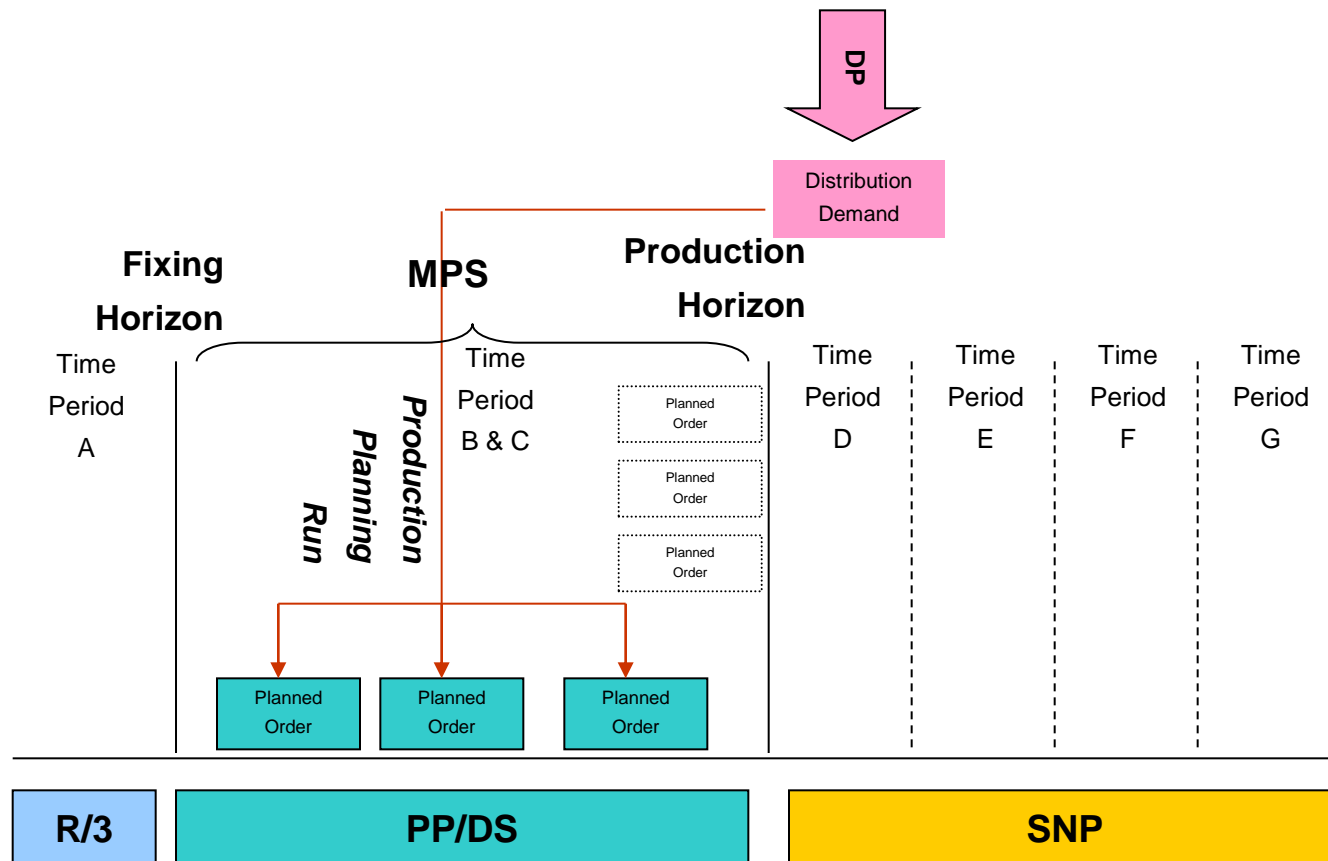 DP
Distribution
Demand
Fixing
Horizon
MPS
Production
Horizon
Time
Period
A
Time
Period
B & C
Time
Period
D
Time
Period
E
Time
Period
F
Time
Period
G
Production
Planning
Run
Planned
Order
Planned
Order
Planned
Order
Planned
Order
Planned
Order
Planned
Order
R/3
PP/DS
SNP